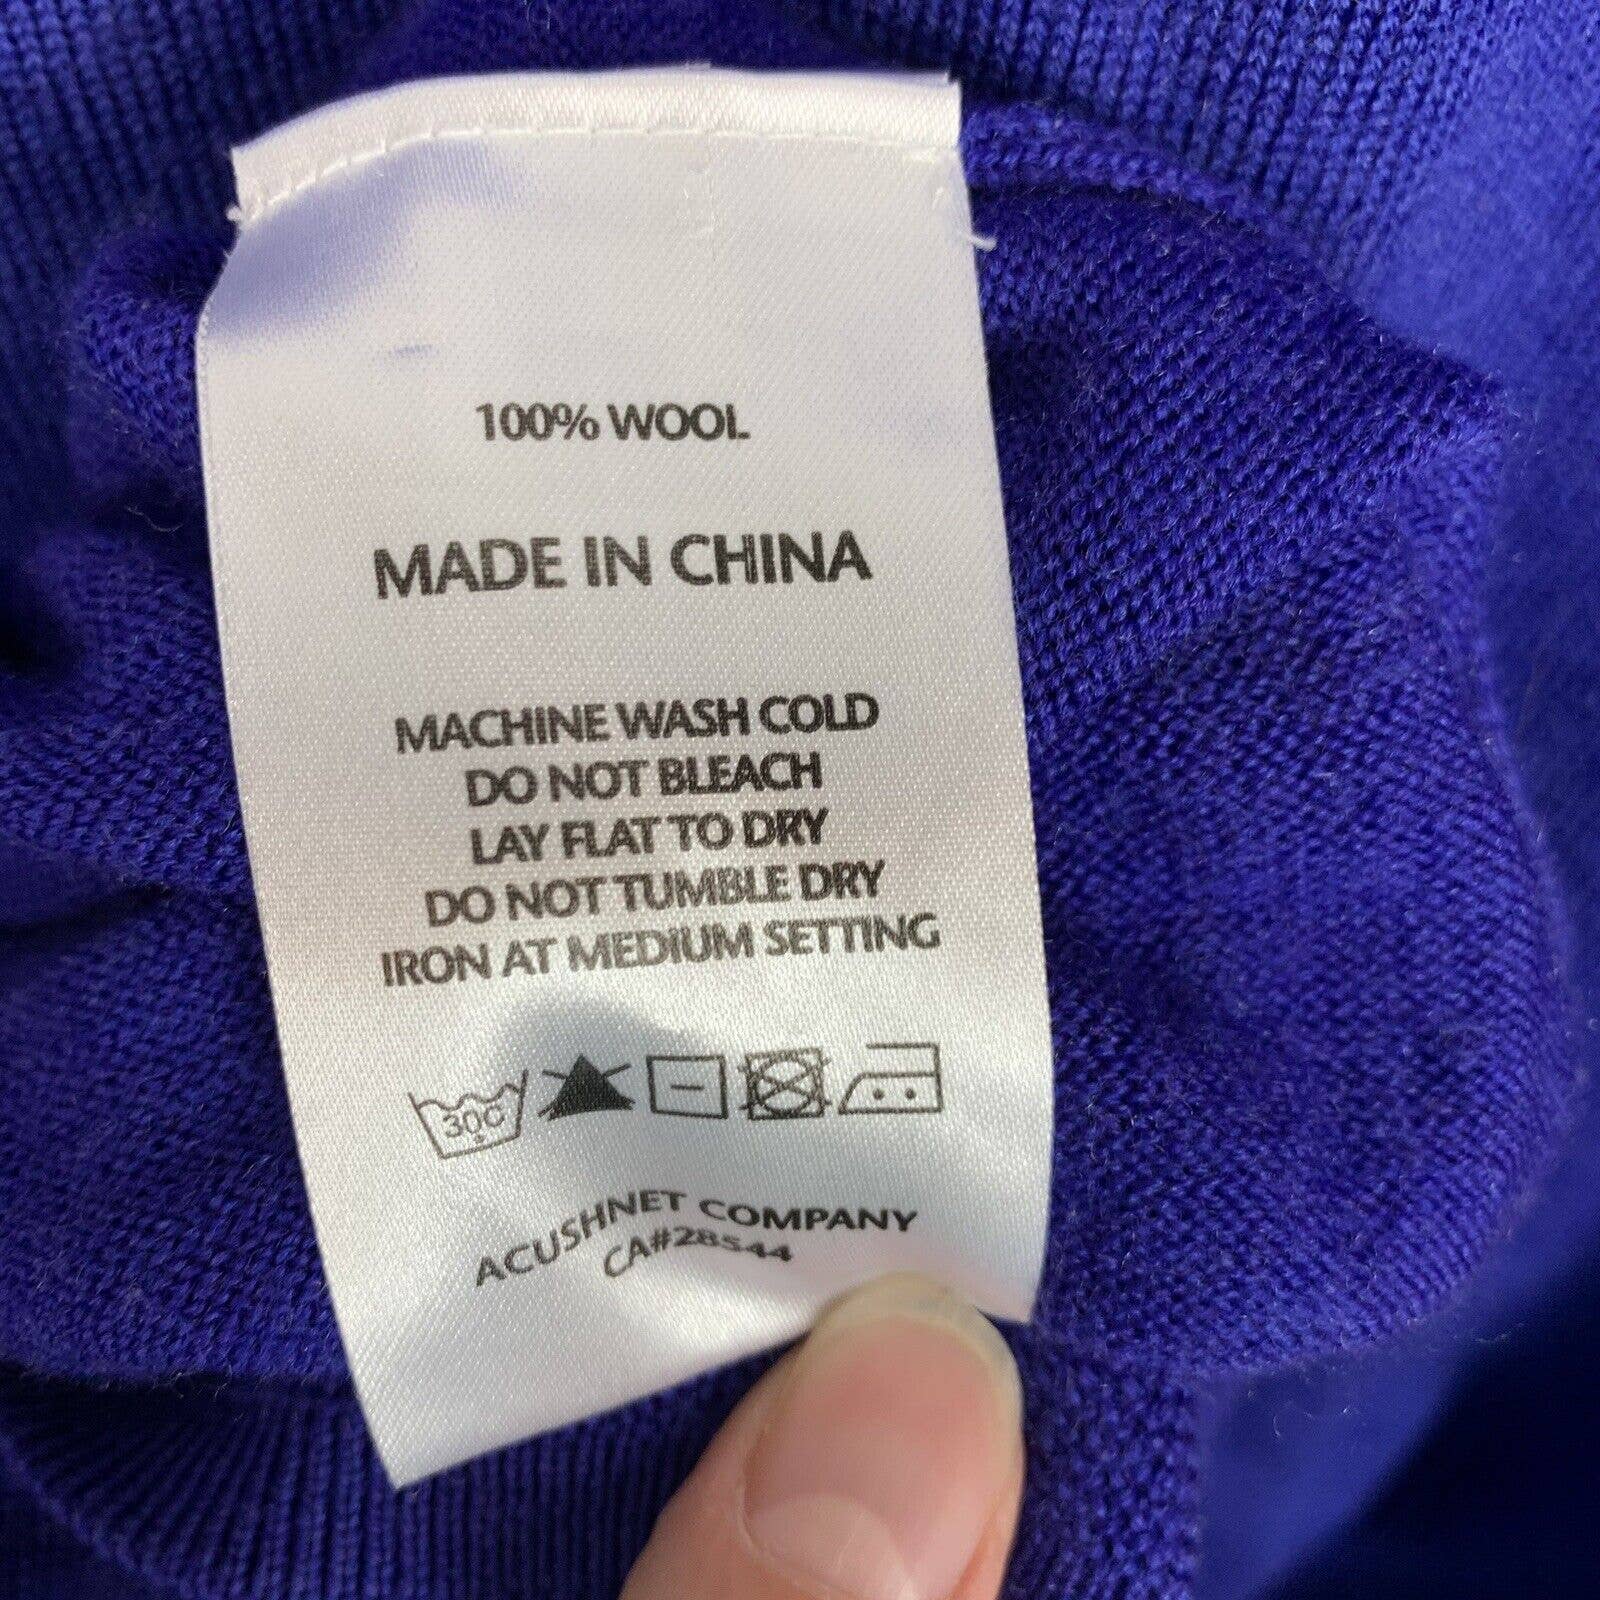 100% WOOL
MADE IN CHINA
MACHINE WASH COLD
DO NOT BLEACH
LAY FLAT TO DRY
DO NOT TUMBLE DRY
IRON AT MEDIUM SETTING
30C
ACUSHNET COMPANY
CA#28544